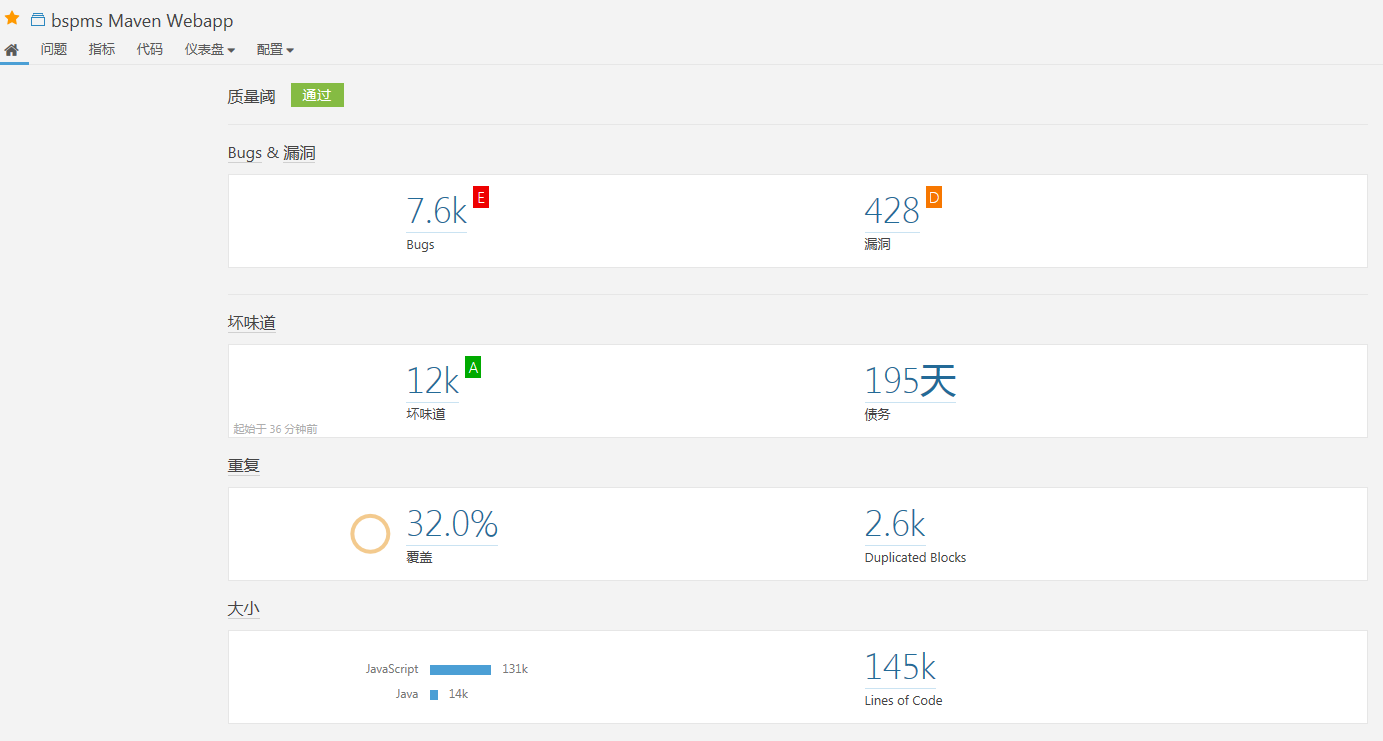 bspms Maven Webapp
问题 指标 代码 仪表盘 配置
质量阈 通过
Bugs & 漏洞
7.6k E 428 D
Bugs 漏洞
坏味道
12k A 195天
坏味道 债务
起始于 36 分钟前
重复
32.0% 2.6k
覆盖 Duplicated Blocks
大小
JavaScript 131k 145k
Java 14k Lines of Code